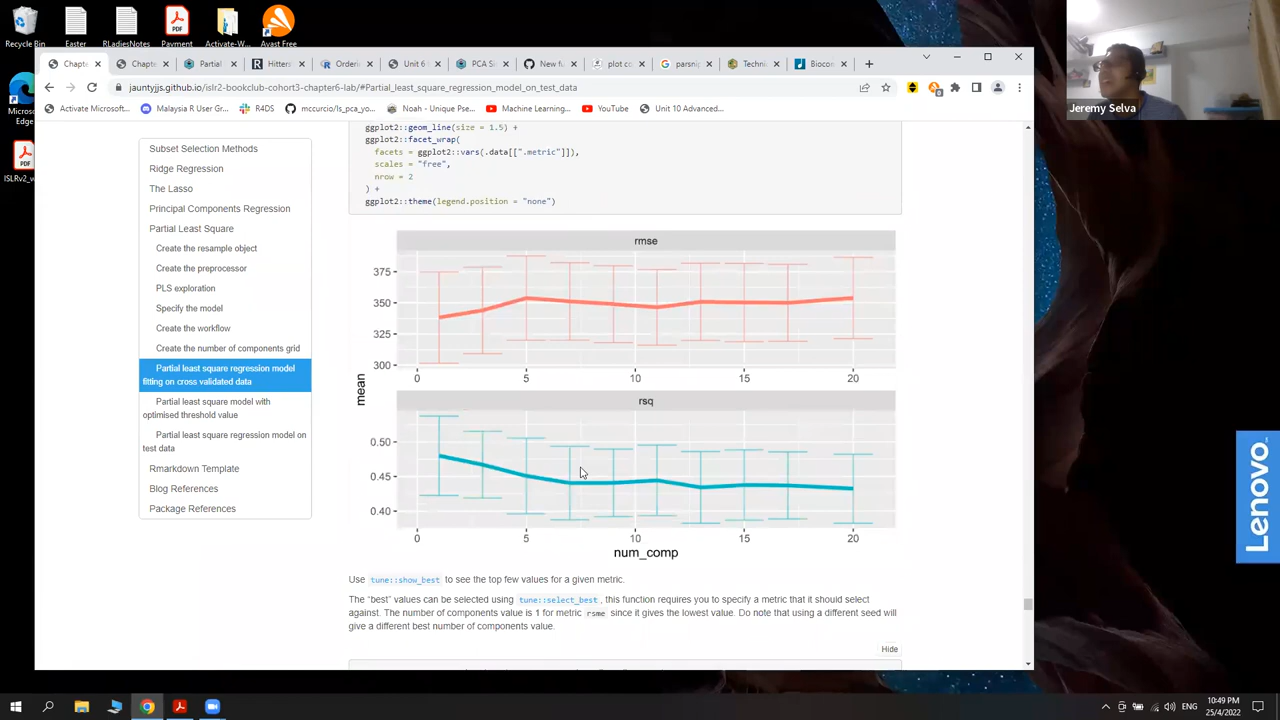 Recycle Bin
Easter
RLadiesNotes
Payment
Activate-W...
Avast Free
Microsoft Edge
ISLRv2_w
Chapte
Chapte
Partial
Hitters
Orderi
Unit 6
PCA Se
New fu
plot co
parsnip
Techni
Biocon
jauntyjjs.github.io/islr-bookclub-cohort3-chapter6-lab/#Partial_least_square_regression_model_on_test_data
Activate Microsoft...
Malaysia R User Gr...
R4DS
mccurcio/ls_pca_yo...
Noah - Unique Pse...
Machine Learning...
YouTube
Unit 10 Advanced...
Jeremy Selva
Subset Selection Methods
Ridge Regression
The Lasso
Principal Components Regression
Partial Least Square
Create the resample object
Create the preprocessor
PLS exploration
Specify the model
Create the workflow
Create the number of components grid
Partial least square regression model
fitting on cross validated data
Partial least square model with
optimised threshold value
Partial least square regression model on
test data
Rmarkdown Template
Blog References
Package References
ggplot2::geom_line(size = 1.5) +
ggplot2::facet_wrap(
facets = ggplot2::vars(.data[[".metric"]]),
scales = "free",
nrow = 2
) +
ggplot2::theme(legend.position = "none")
rmse
375
350
325
300
0 5 10 15 20
mean
rsq
0.50
0.45
0.40
0 5 10 15 20
num_comp
Use tune::show_best to see the top few values for a given metric.
The "best" values can be selected using tune::select_best, this function requires you to specify a metric that it should select
against. The number of components value is 1 for metric rsme since it gives the lowest value. Do note that using a different seed will
give a different best number of components value.
Hide
Lenovo
ENG
10:49 PM
25/4/2022